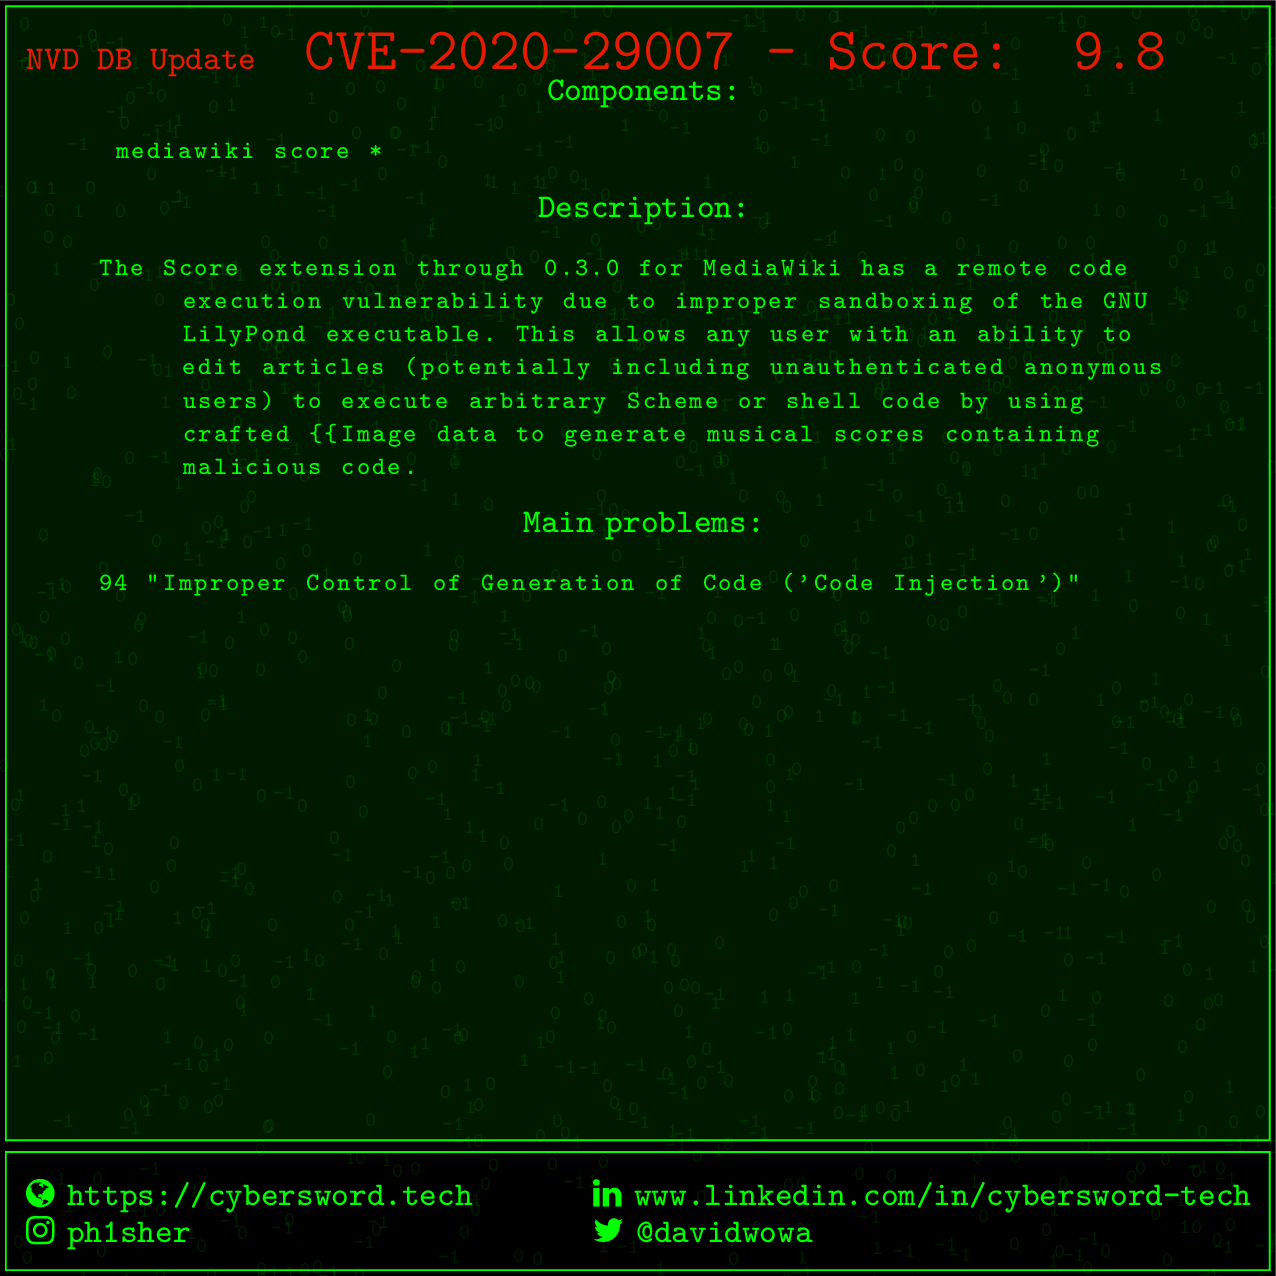 NVD DB Update CVE-2020-29007 - Score: 9.8
Components:
mediawiki score *
Description:
The Score extension through 0.3.0 for MediaWiki has a remote code
execution vulnerability due to improper sandboxing of the GNU
LilyPond executable. This allows any user with an ability to
edit articles (potentially including unauthenticated anonymous
users) to execute arbitrary Scheme or shell code by using
crafted {{Image data to generate musical scores containing
malicious code.
Main problems:
94 "Improper Control of Generation of Code ('Code Injection')"
https://cybersword.tech www.linkedin.com/in/cybersword-tech
ph1sher @davidwowa